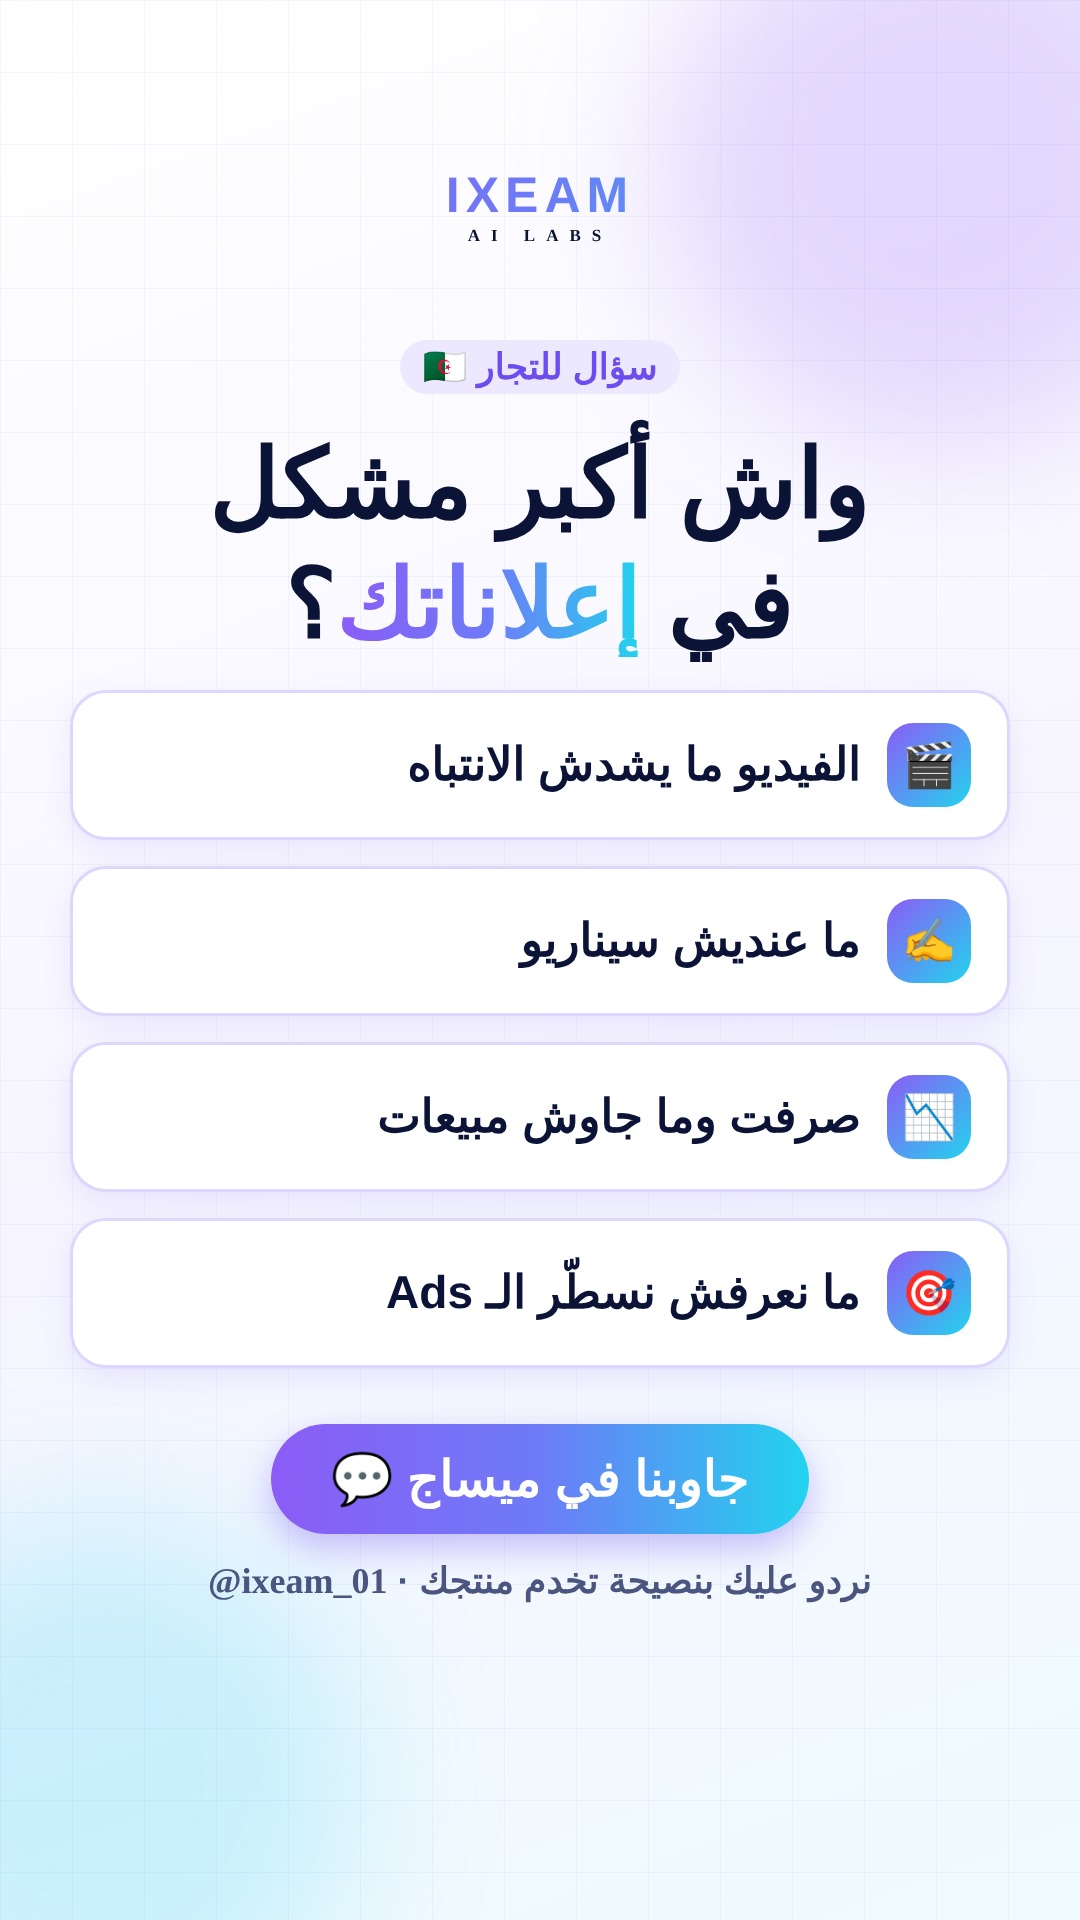 IXEAM
AI LABS
سؤال للتجار 🇩🇿
واش أكبر مشكل
في إعلاناتك؟
الفيديو ما يشدش الانتباه
ما عنديش سيناريو
صرفت وما جاوش مبيعات
ما نعرفش نسطّر الـ Ads
جاوبنا في ميساج 💬
نردو عليك بنصيحة تخدم منتجك · @ixeam_01